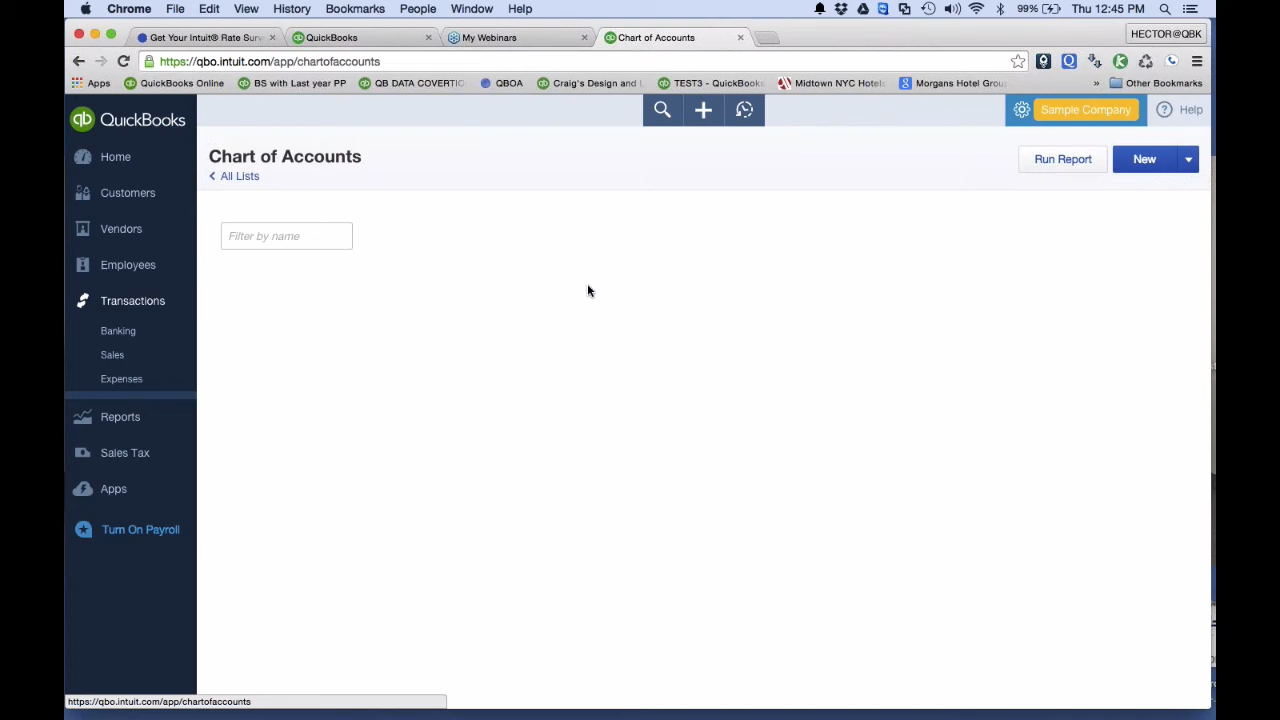 Chrome File Edit View History Bookmarks People Window Help 99% Thu 12:45 PM
Get Your Intuit® Rate Surv QuickBooks My Webinars Chart of Accounts HECTOR@QBK
https://qbo.intuit.com/app/chartofaccounts
Apps QuickBooks Online BS with Last year PP QB DATA COVERTIO QBOA Craig's Design and L TEST3 - QuickBooks Midtown NYC Hotels Morgans Hotel Group » Other Bookmarks
qb QuickBooks Sample Company ? Help
Home
Chart of Accounts
Run Report New
All Lists
Customers
Vendors
Filter by name
Employees
Transactions
Banking
Sales
Expenses
Reports
Sales Tax
Apps
Turn On Payroll
https://qbo.intuit.com/app/chartofaccounts